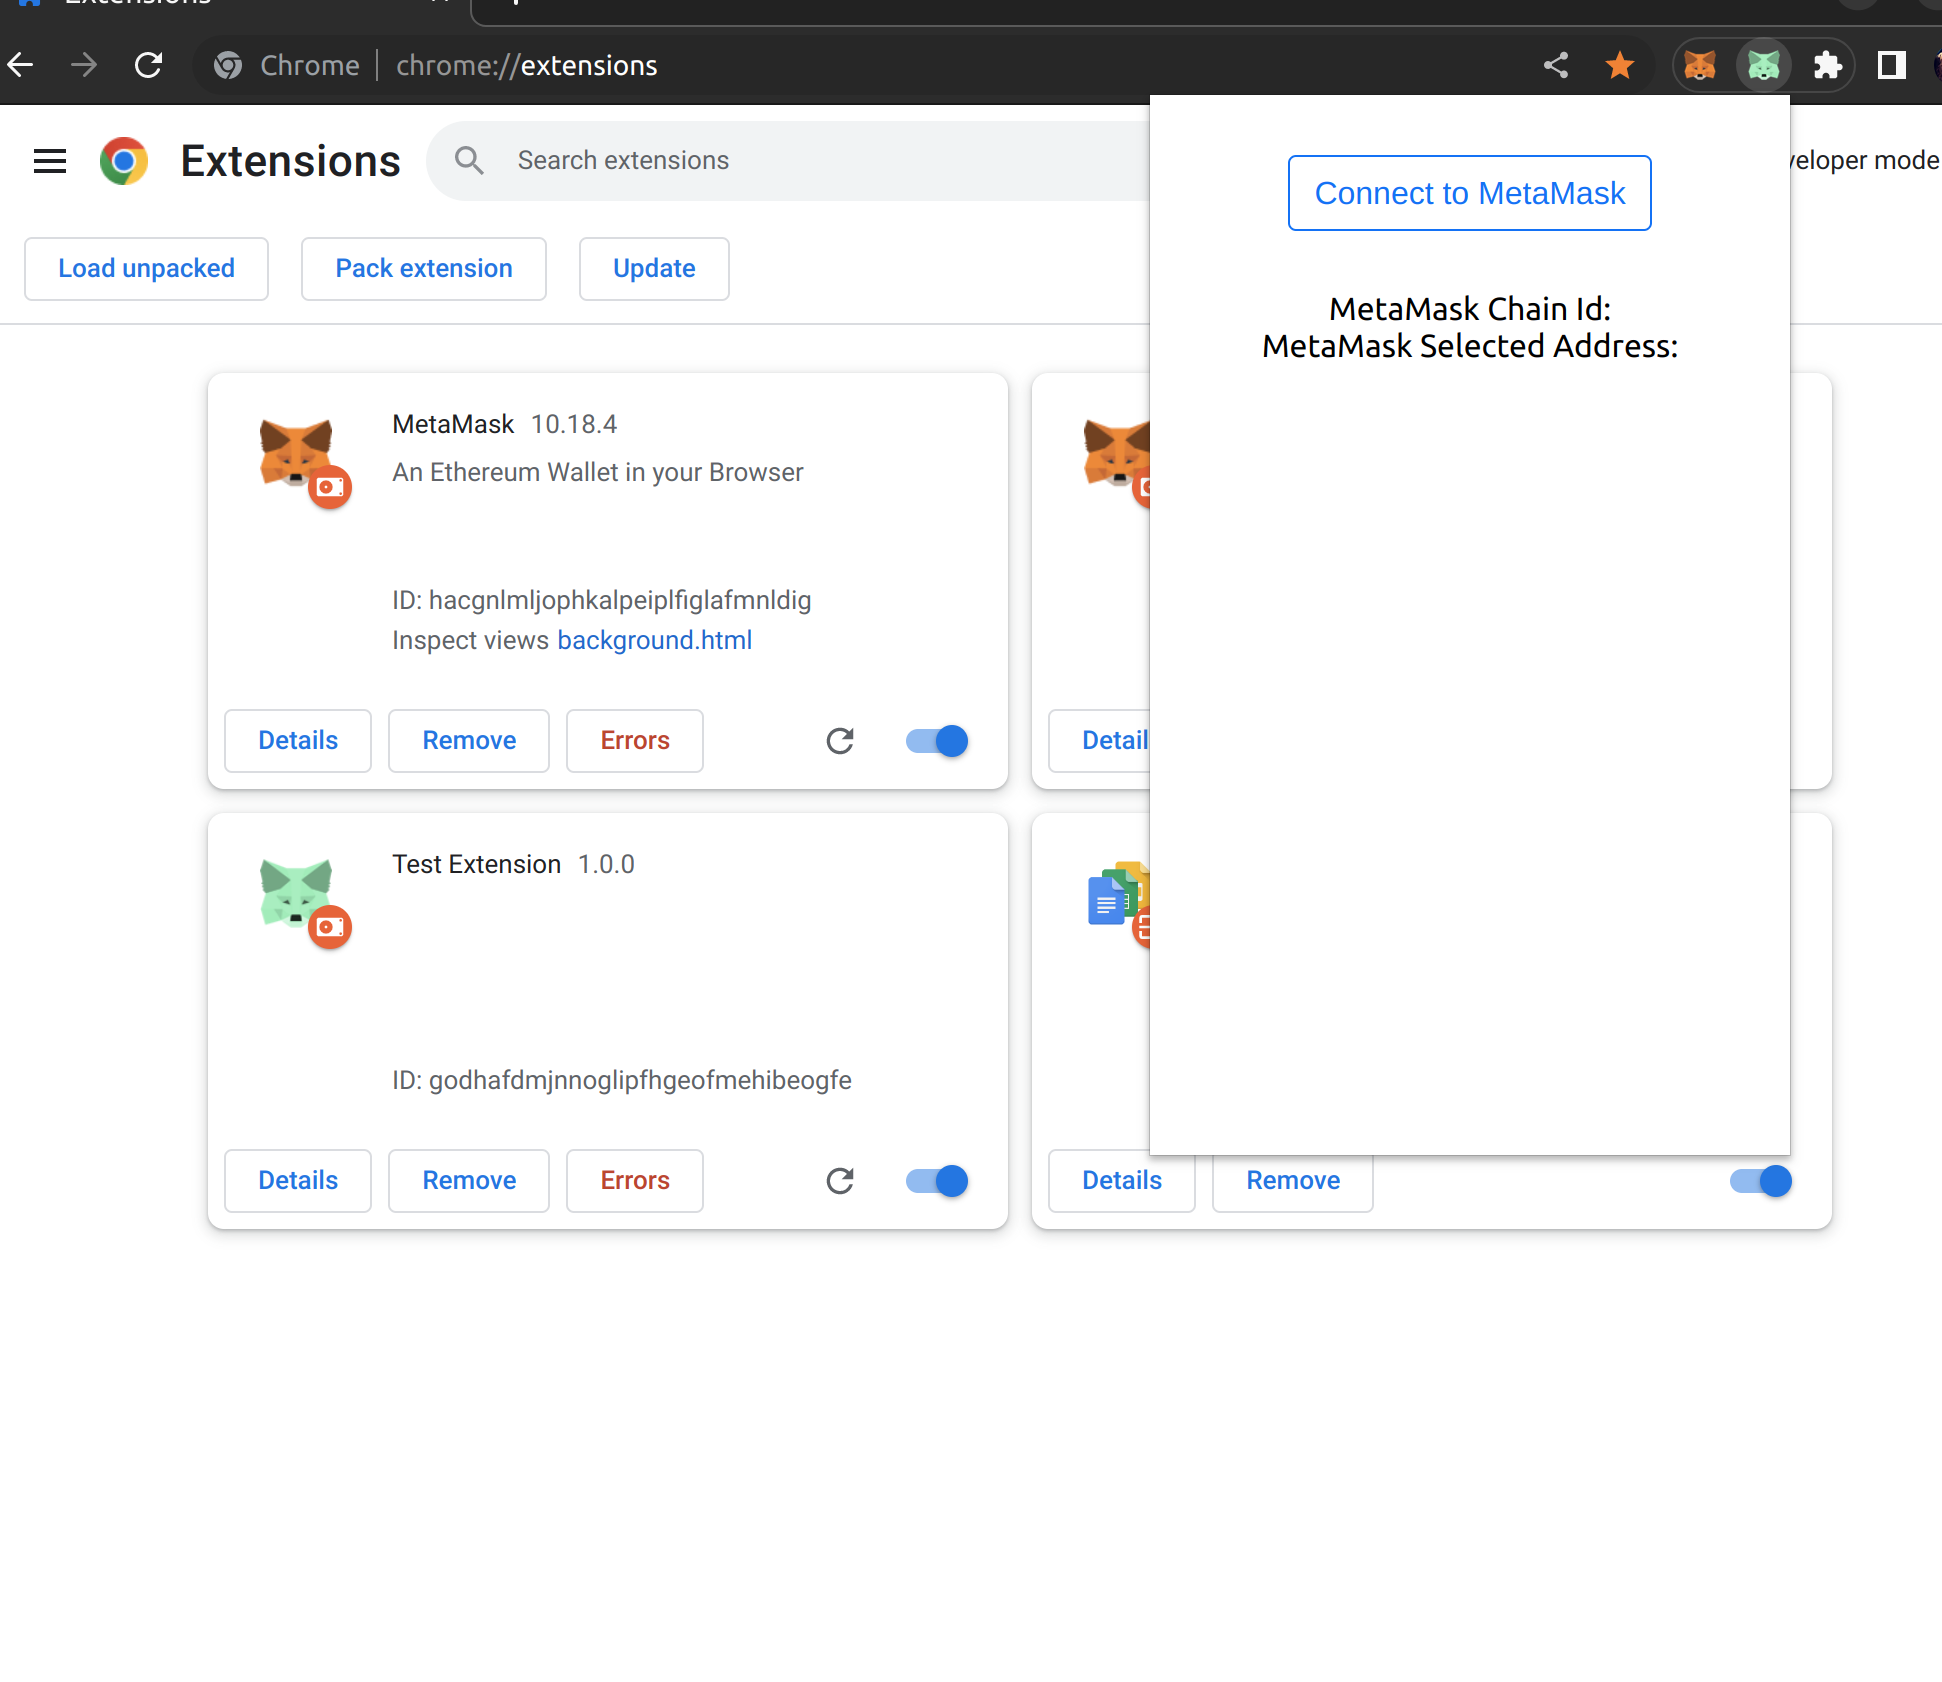 Extensions
Chrome
chrome://extensions
Extensions
Search extensions
Connect to MetaMask
mode
Load unpacked
Pack extension
Update
MetaMask Chain Id:
MetaMask Selected Address:
MetaMask 10.18.4
An Ethereum Wallet in your Browser
ID: hacgnlmljophkalpeiplfiglafmnldig
Inspect views background.html
Details
Remove
Errors
Test Extension 1.0.0
ID: godhafdmjnnoglipfhgeofmehibeogfe
Details
Remove
Errors
Details
Remove